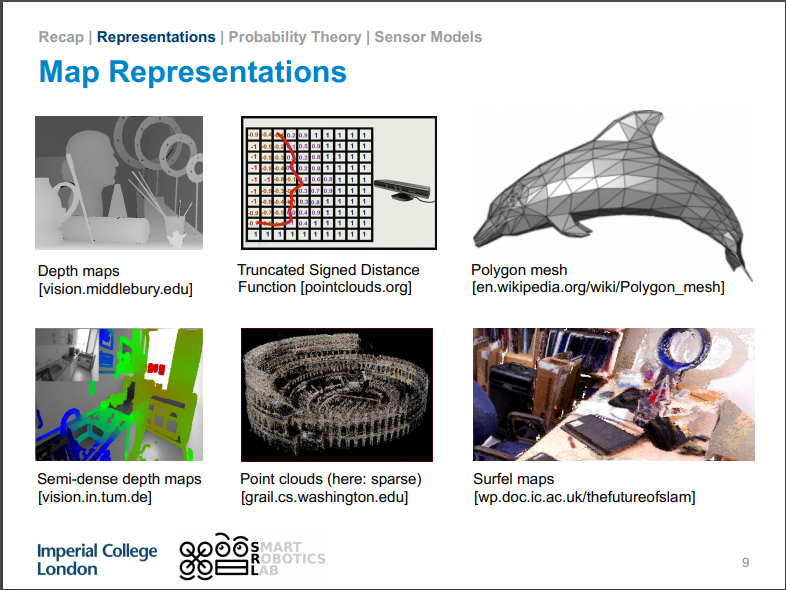 Recap | Representations | Probability Theory | Sensor Models
Map Representations
Depth maps
[vision.middlebury.edu]
Truncated Signed Distance
Function [pointclouds.org]
Polygon mesh
[en.wikipedia.org/wiki/Polygon_mesh]
Semi-dense depth maps
[vision.in.tum.de]
Point clouds (here: sparse)
[grail.cs.washington.edu]
Surfel maps
[wp.doc.ic.ac.uk/thefutureofslam]
Imperial College
London
SMART
ROBOTICS
LAB
9